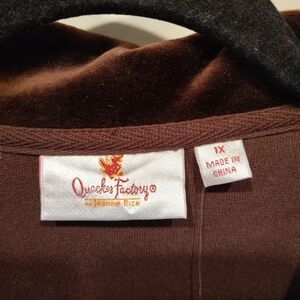 Quacker Factory®
by Jeanne Bice
1X
MADE IN
CHINA